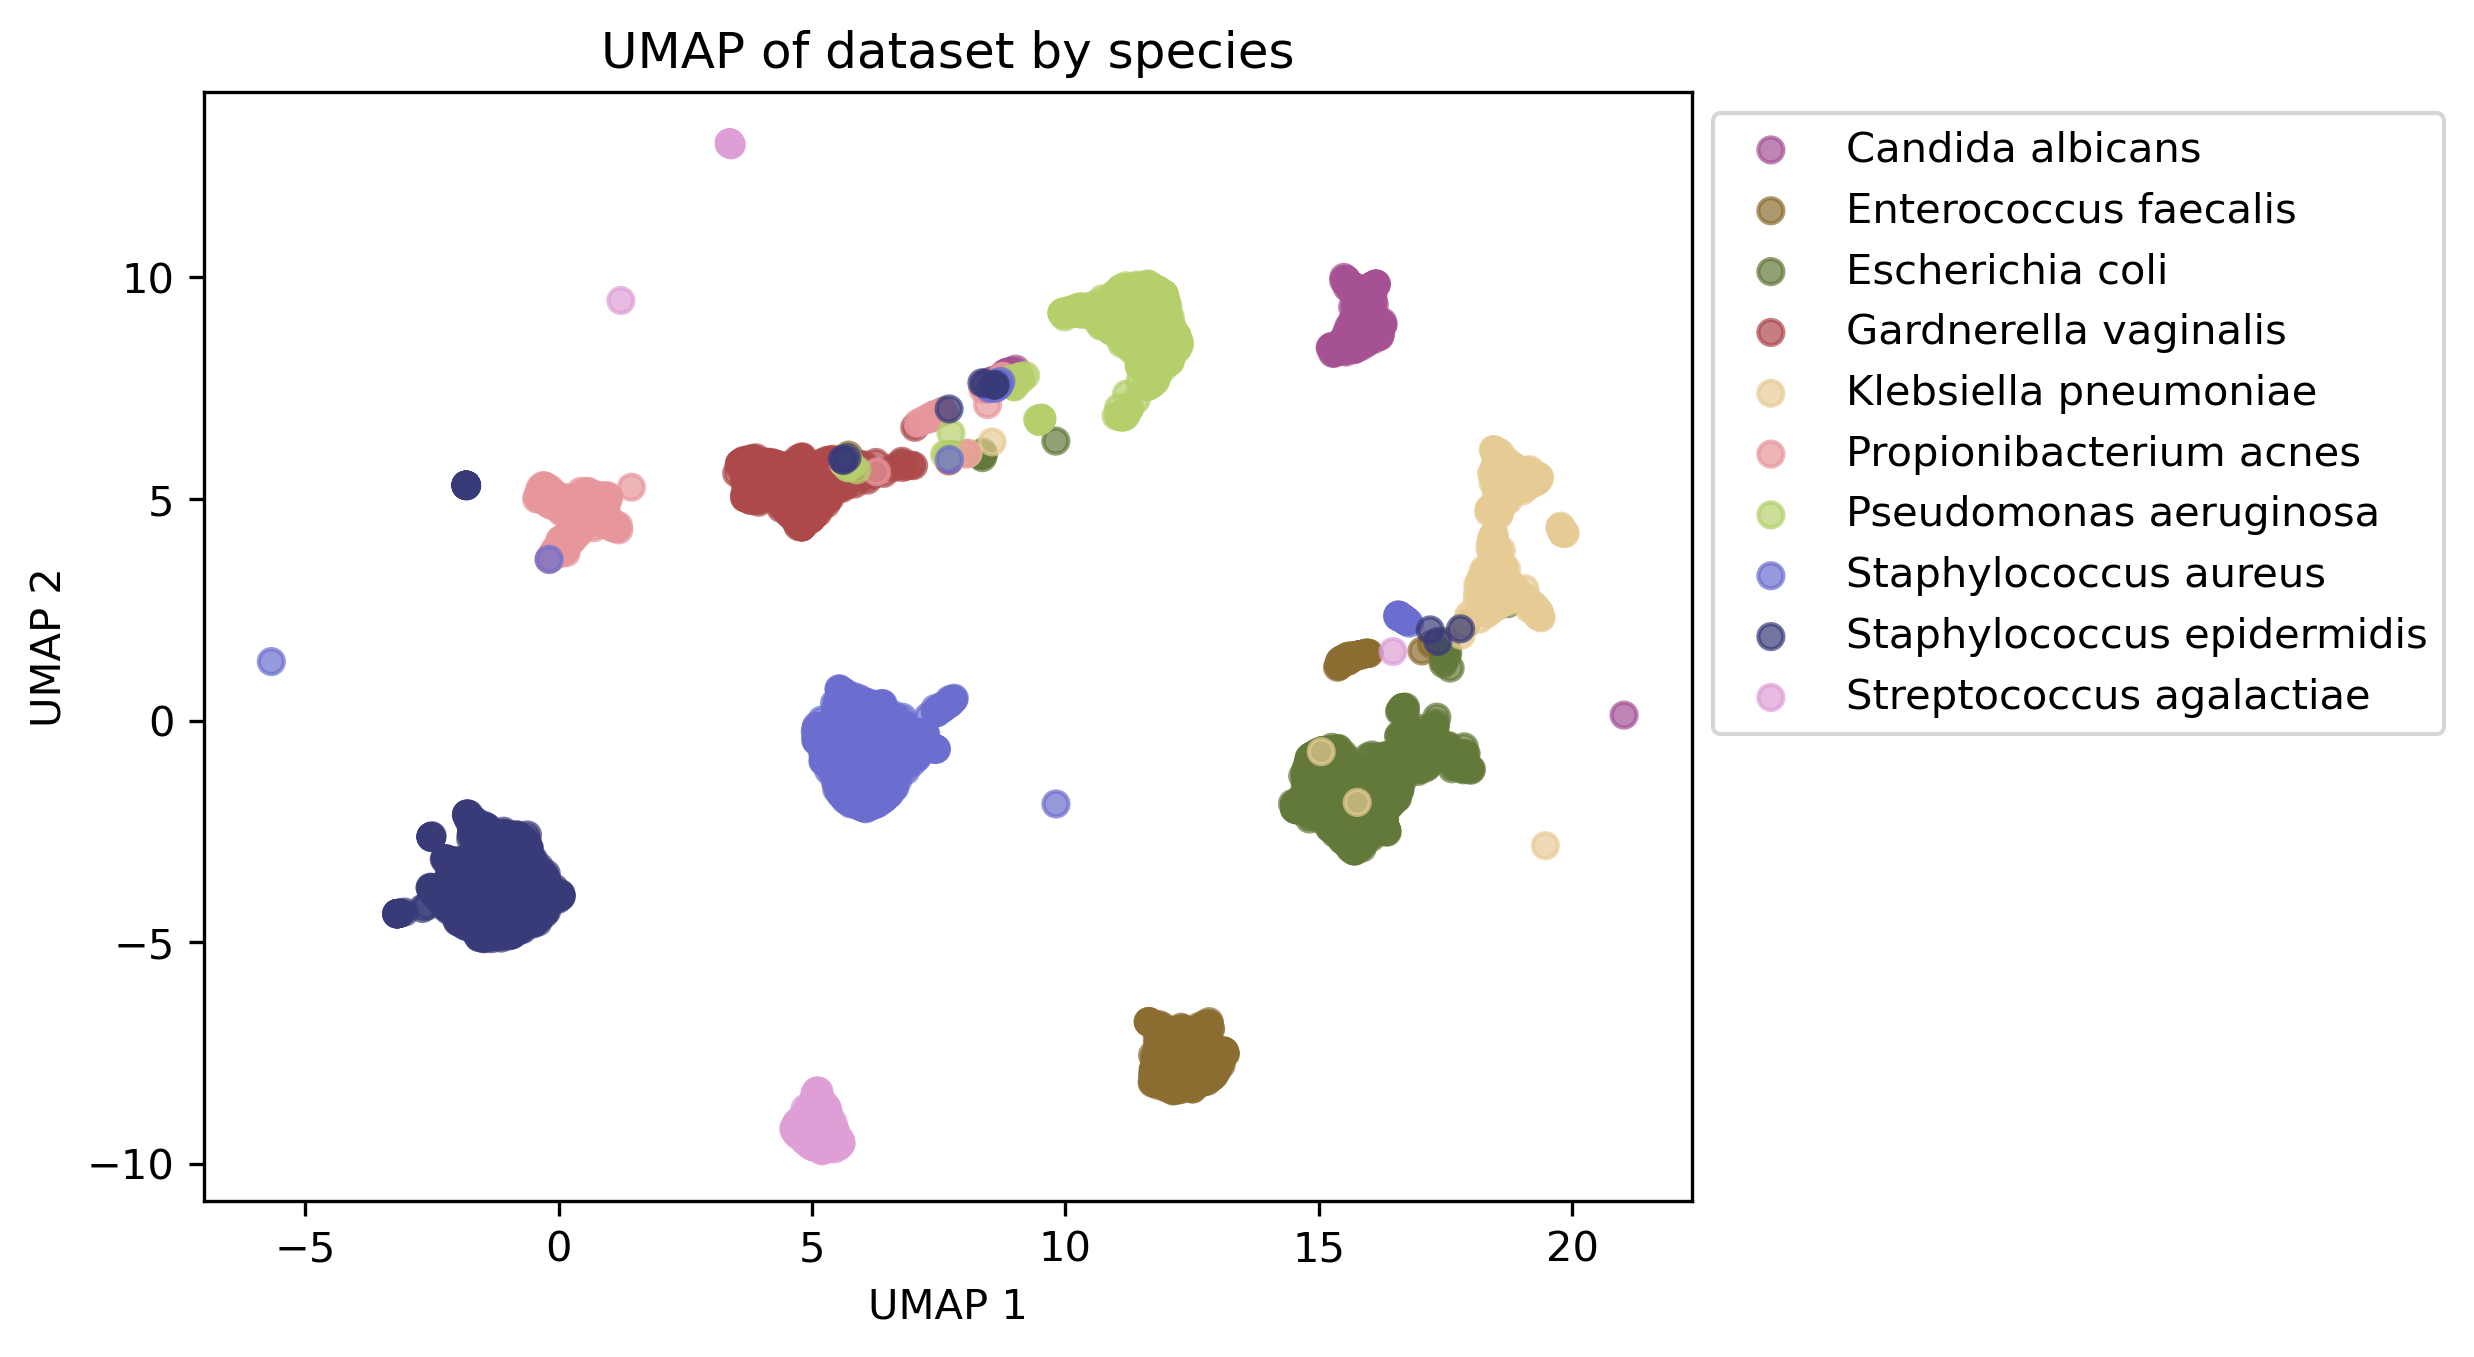 UMAP of dataset by species
Candida albicans
Enterococcus faecalis
Escherichia coli
Gardnerella vaginalis
Klebsiella pneumoniae
Propionibacterium acnes
Pseudomonas aeruginosa
Staphylococcus aureus
Staphylococcus epidermidis
Streptococcus agalactiae
UMAP 2
10
5
0
−5
−10
−5 0 5 10 15 20
UMAP 1